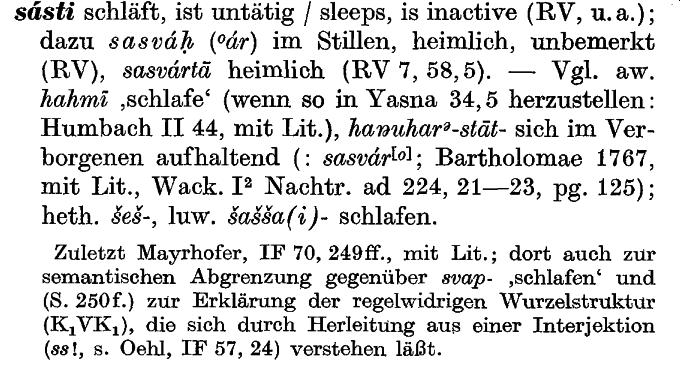 sásti schläft, ist untätig / sleeps, is inactive (RV, u. a.);
dazu sasváḥ (ºár) im Stillen, heimlich, unbemerkt
(RV), sasvártā heimlich (RV 7, 58, 5). — Vgl. aw.
hahmī ‚schlafe‘ (wenn so in Yasna 34, 5 herzustellen:
Humbach II 44, mit Lit.), haŋuharᵊ-stāt- sich im Ver-
borgenen aufhaltend (: sasvár[o]; Bartholomae 1767,
mit Lit., Wack. I² Nachtr. ad 224, 21—23, pg. 125);
heth. šeš-, luw. šašša(i)- schlafen.
Zuletzt Mayrhofer, IF 70, 249ff., mit Lit.; dort auch zur
semantischen Abgrenzung gegenüber svap- ‚schlafen‘ und
(S. 250f.) zur Erklärung der regelwidrigen Wurzelstruktur
(K₁VK₁), die sich durch Herleitung aus einer Interjektion
(ss!, s. Oehl, IF 57, 24) verstehen läßt.